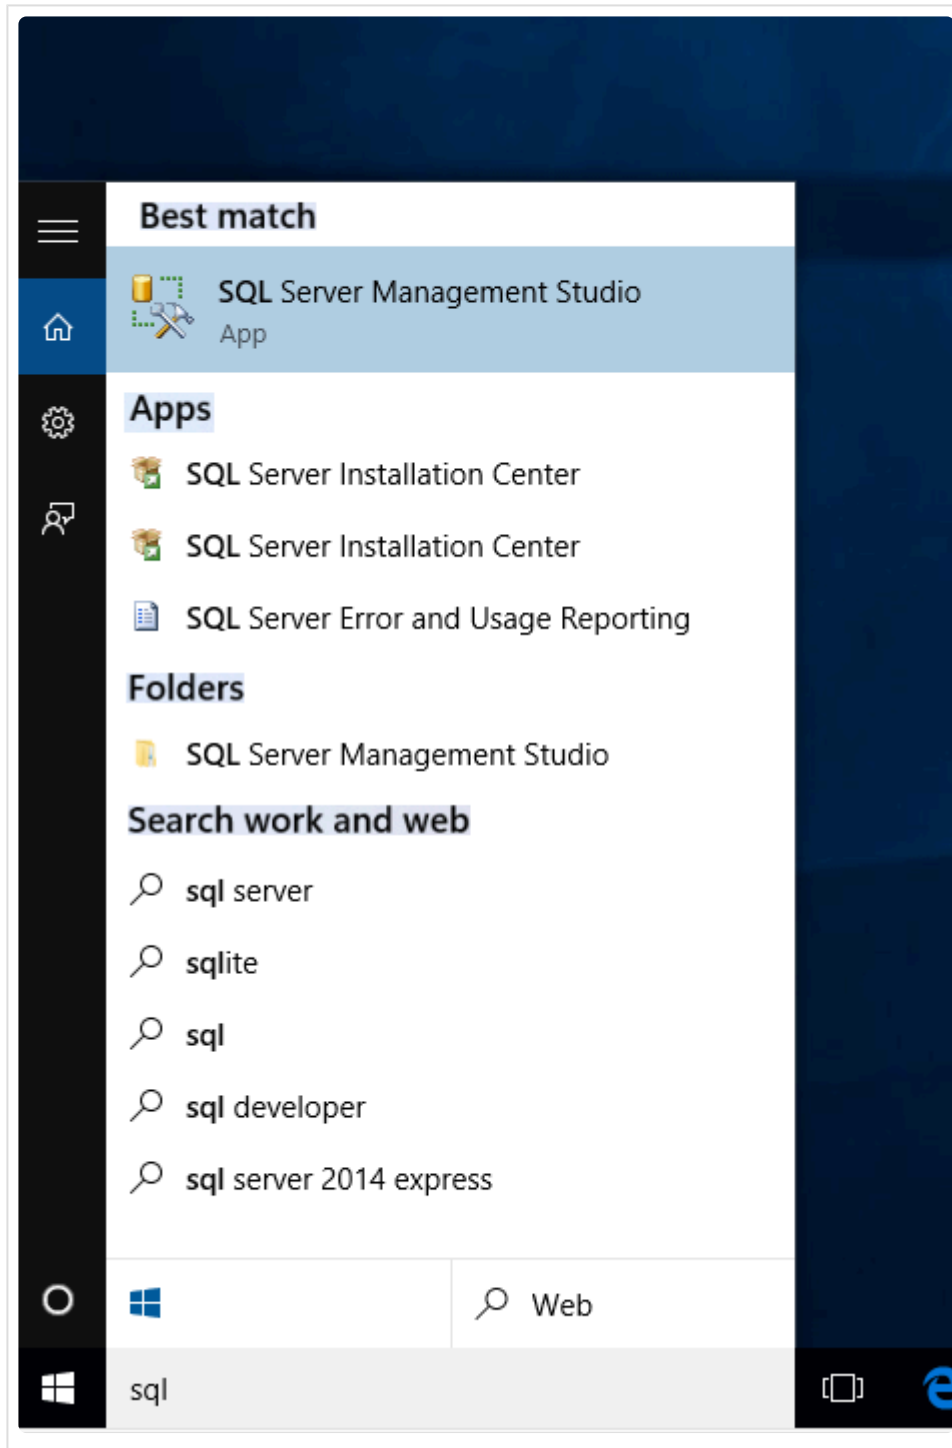 Best match
SQL Server Management Studio
App
Apps
SQL Server Installation Center
SQL Server Installation Center
SQL Server Error and Usage Reporting
Folders
SQL Server Management Studio
Search work and web
sql server
sqlite
sql
sql developer
sql server 2014 express
Web
sql